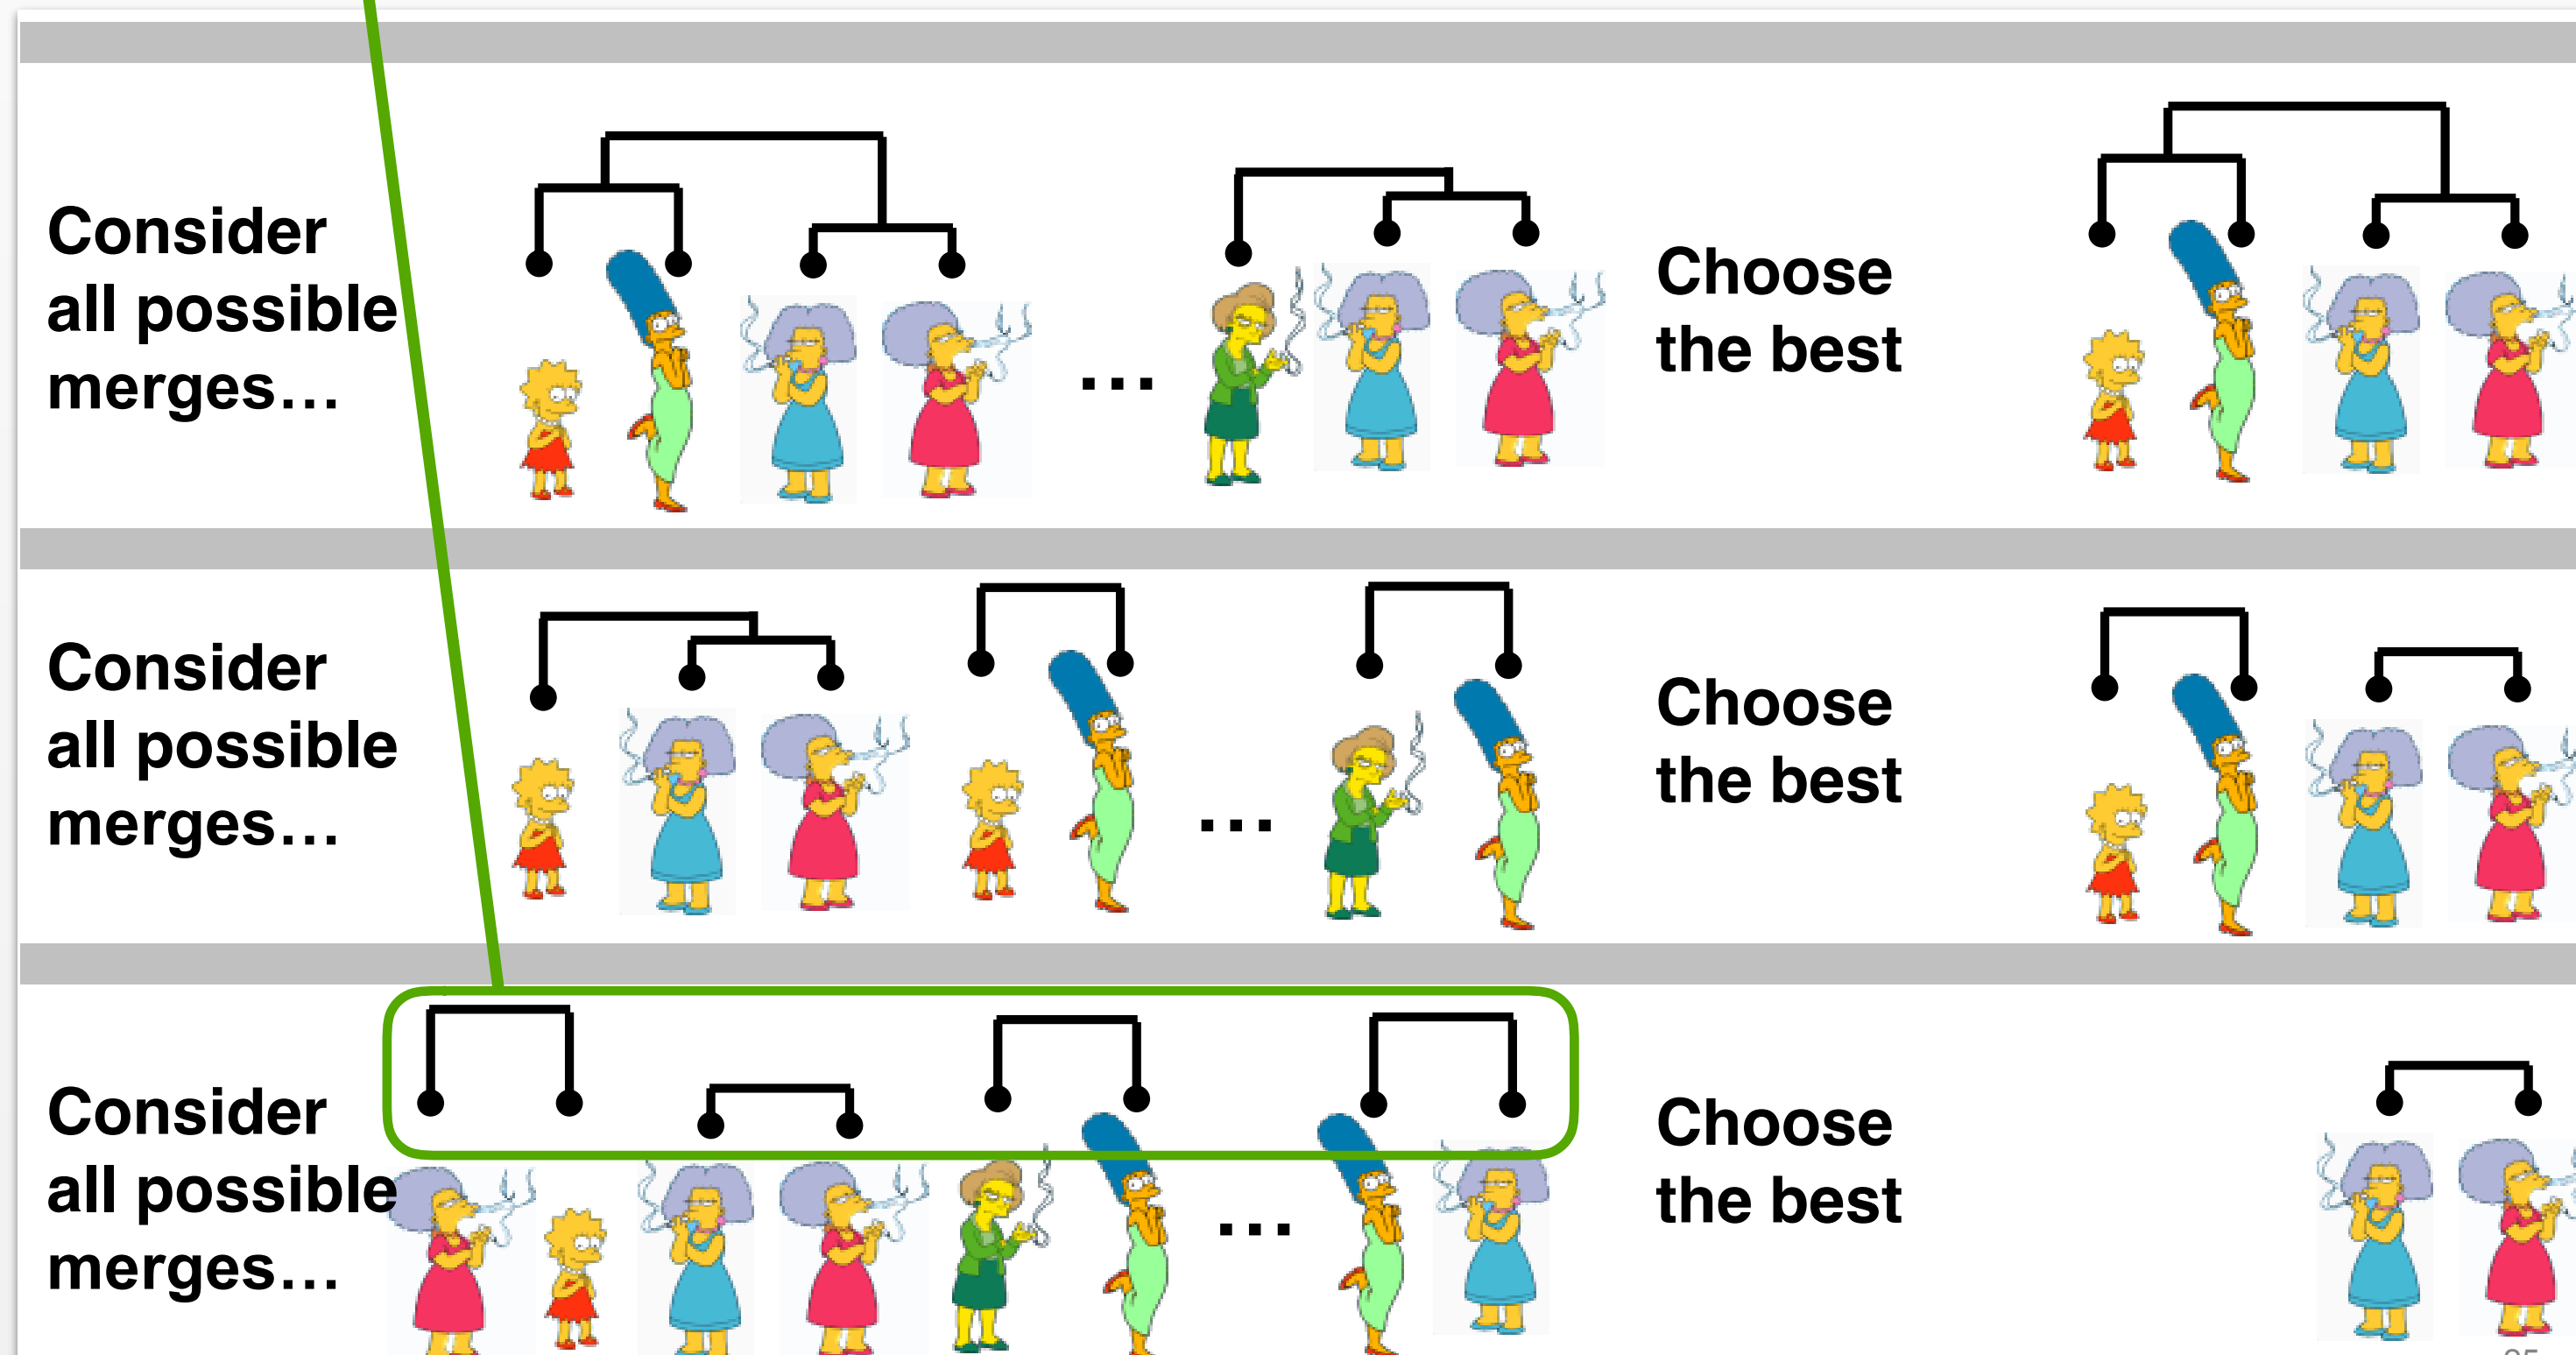 Consider
all possible
merges…
…
Choose
the best
Consider
all possible
merges…
…
Choose
the best
Consider
all possible
merges…
…
Choose
the best